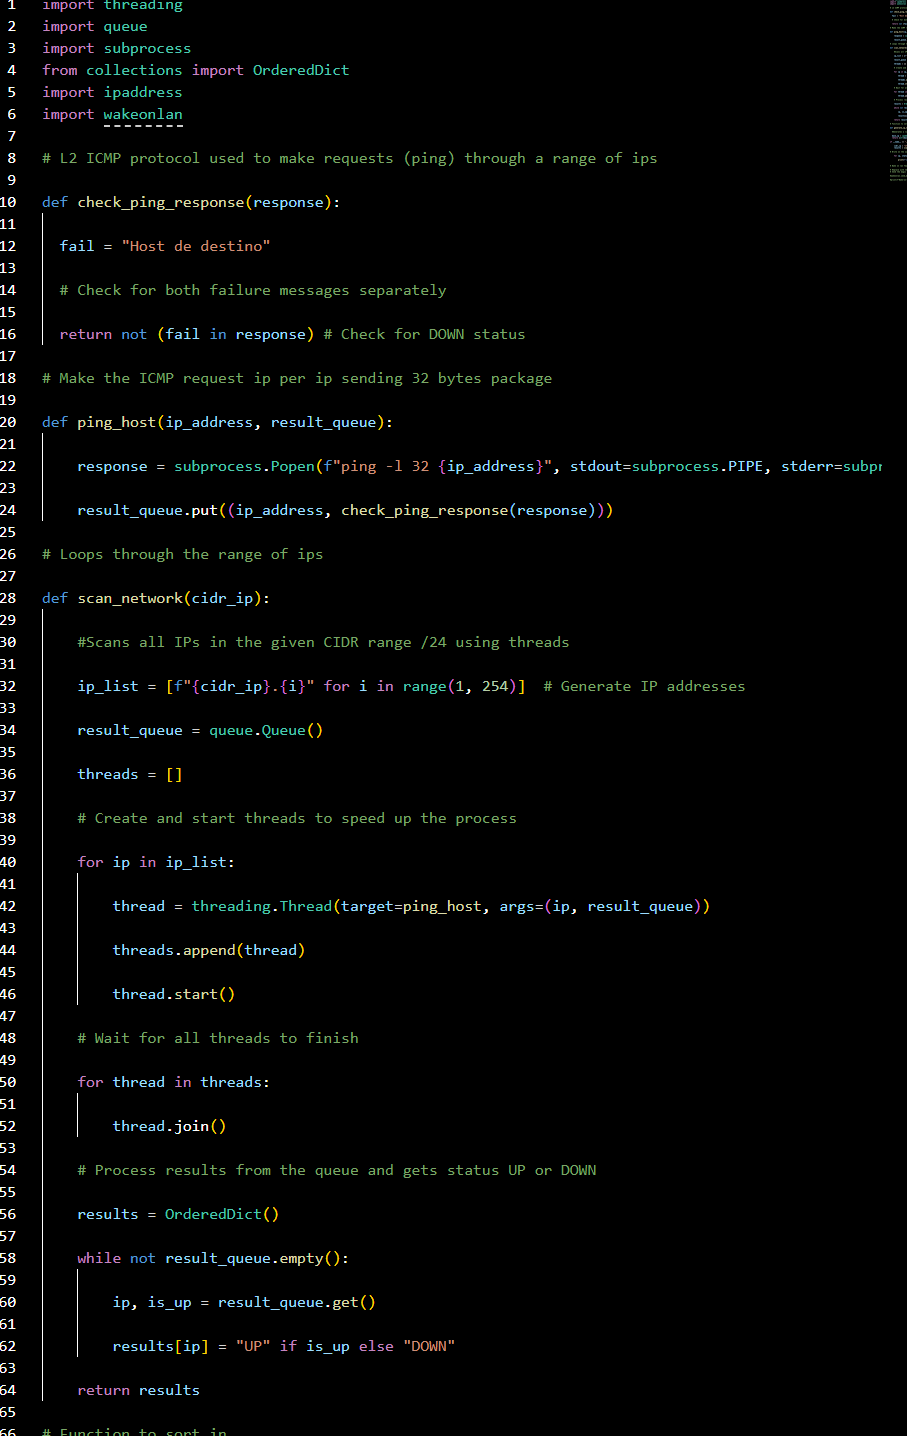 1 import threading
2 import queue
3 import subprocess
4 from collections import OrderedDict
5 import ipaddress
6 import wakeonlan
7
8 # L2 ICMP protocol used to make requests (ping) through a range of ips
9
10 def check_ping_response(response):
11
12 fail = "Host de destino"
13
14 # Check for both failure messages separately
15
16 return not (fail in response) # Check for DOWN status
17
18 # Make the ICMP request ip per ip sending 32 bytes package
19
20 def ping_host(ip_address, result_queue):
21
22 response = subprocess.Popen(f"ping -l 32 {ip_address}", stdout=subprocess.PIPE, stderr=subpr
23
24 result_queue.put((ip_address, check_ping_response(response)))
25
26 # Loops through the range of ips
27
28 def scan_network(cidr_ip):
29
30 #Scans all IPs in the given CIDR range /24 using threads
31
32 ip_list = [f"{cidr_ip}.{i}" for i in range(1, 254)]  # Generate IP addresses
33
34 result_queue = queue.Queue()
35
36 threads = []
37
38 # Create and start threads to speed up the process
39
40 for ip in ip_list:
41
42 thread = threading.Thread(target=ping_host, args=(ip, result_queue))
43
44 threads.append(thread)
45
46 thread.start()
47
48 # Wait for all threads to finish
49
50 for thread in threads:
51
52 thread.join()
53
54 # Process results from the queue and gets status UP or DOWN
55
56 results = OrderedDict()
57
58 while not result_queue.empty():
59
60 ip, is_up = result_queue.get()
61
62 results[ip] = "UP" if is_up else "DOWN"
63
64 return results
65
66 # Function to sort in